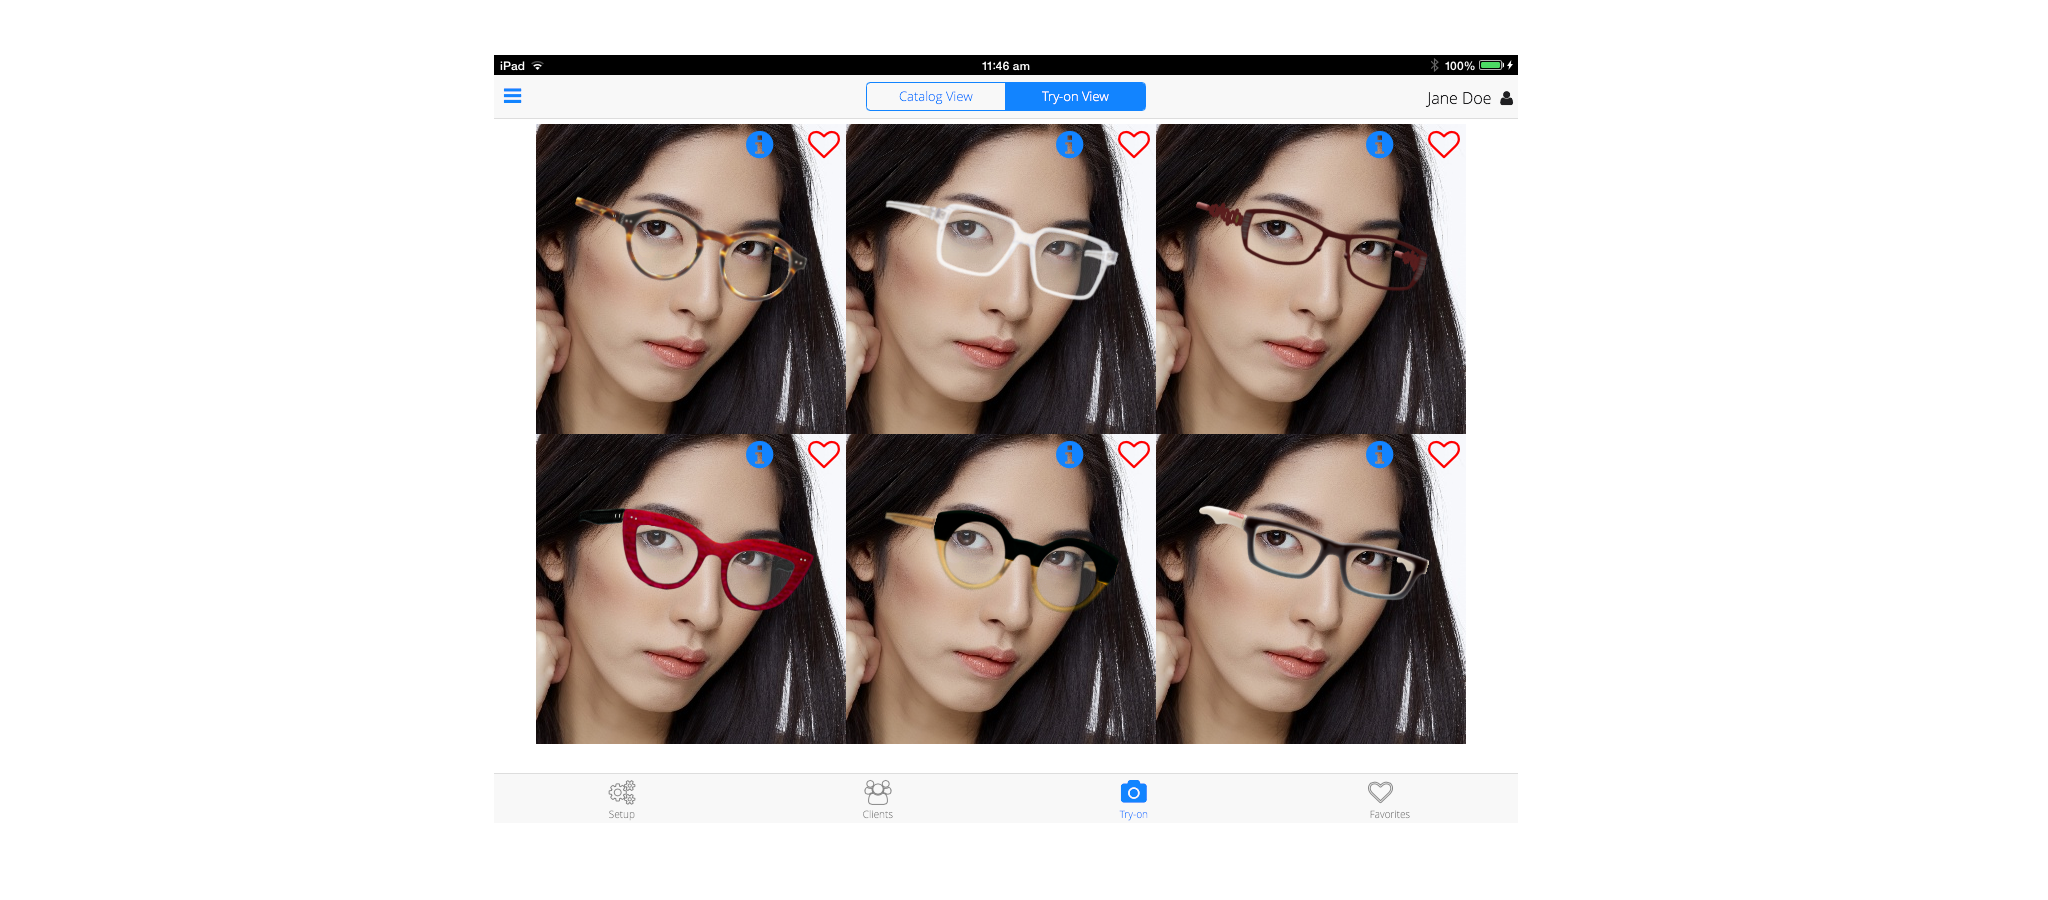 iPad
11:46 am
100%
Catalog View
Try-on View
Jane Doe
Setup
Clients
Try-on
Favorites